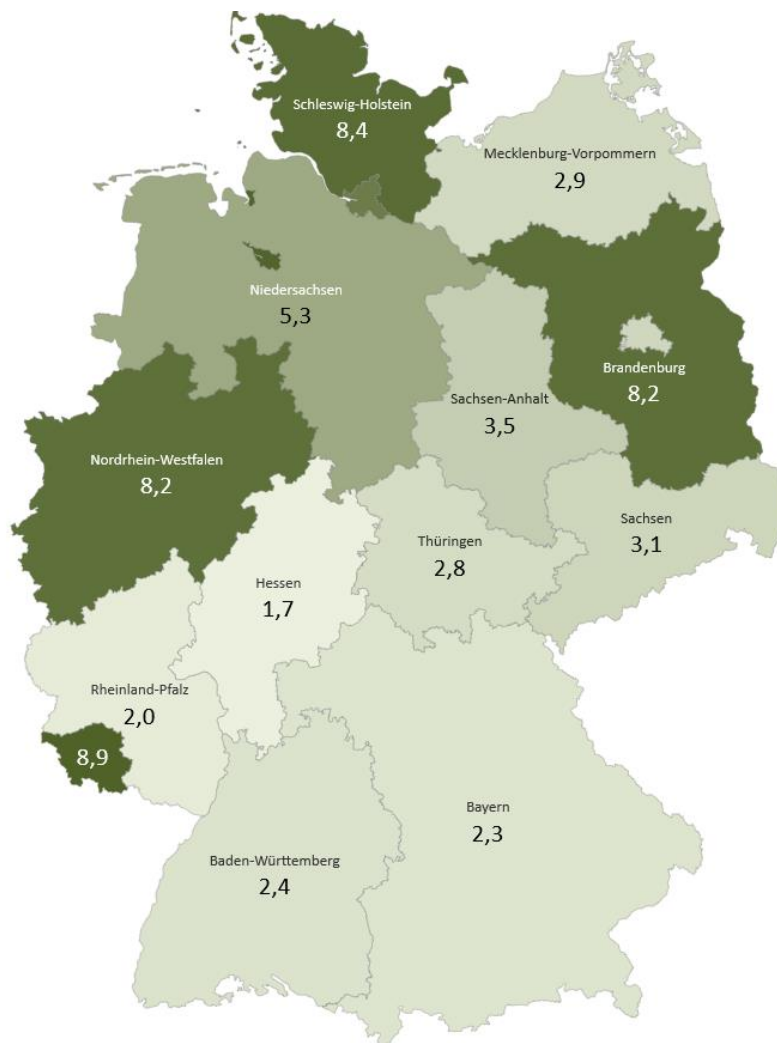 Schleswig-Holstein
8,4
Mecklenburg-Vorpommern
2,9
Niedersachsen
5,3
Brandenburg
8,2
Sachsen-Anhalt
3,5
Nordrhein-Westfalen
8,2
Sachsen
3,1
Thüringen
2,8
Hessen
1,7
Rheinland-Pfalz
2,0
8,9
Bayern
2,3
Baden-Württemberg
2,4